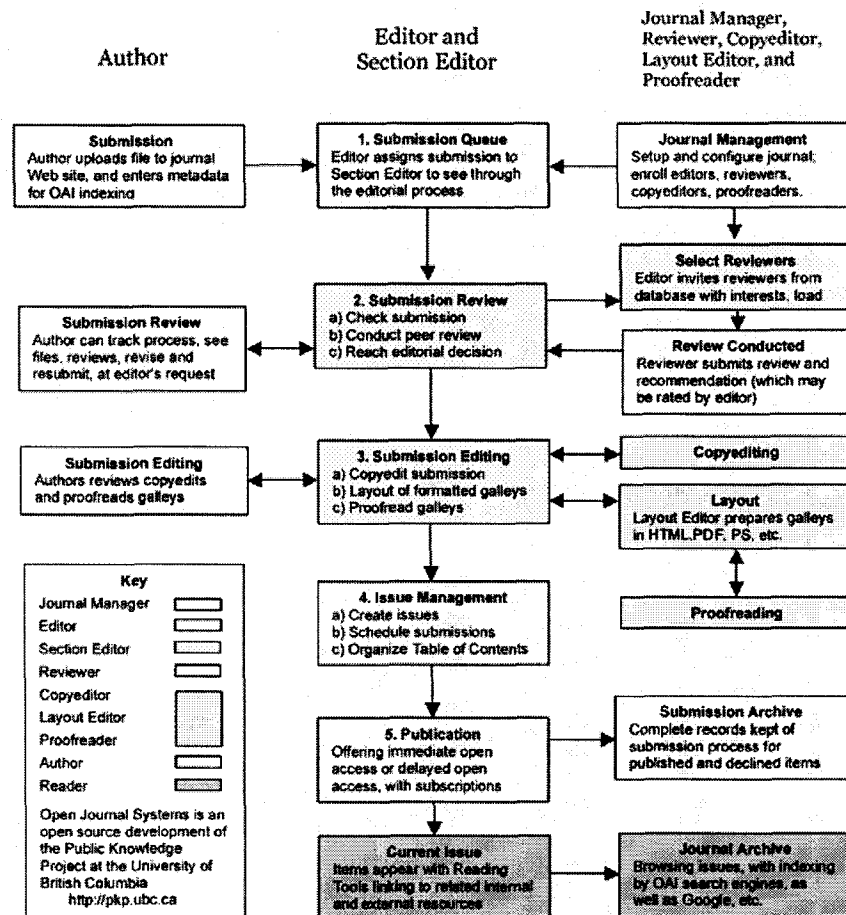 Author
Editor and
Section Editor
Journal Manager,
Reviewer, Copyeditor,
Layout Editor, and
Proofreader
Submission
Author uploads file to journal
Web site, and enters metadata
for OAI indexing
1. Submission Queue
Editor assigns submission to
Section Editor to see through
the editorial process
Journal Management
Setup and configure journal;
enroll editors, reviewers,
copyeditors, proofreaders.
Select Reviewers
Editor invites reviewers from
database with interests, load
2. Submission Review
a) Check submission
b) Conduct peer review
c) Reach editorial decision
Submission Review
Author can track process, see
files, reviews, revise and
resubmit, at editor's request
Review Conducted
Reviewer submits review and
recommendation (which may
be rated by editor)
3. Submission Editing
a) Copyedit submission
b) Layout of formatted galleys
c) Proofread galleys
Submission Editing
Authors reviews copyedits
and proofreads galleys
Copyediting
Layout
Layout Editor prepares galleys
in HTML,PDF, PS, etc.
Proofreading
Key
Journal Manager
Editor
Section Editor
Reviewer
Copyeditor
Layout Editor
Proofreader
Author
Reader
Open Journal Systems is an
open source development of
the Public Knowledge
Project at the University of
British Columbia
http://pkp.ubc.ca
4. Issue Management
a) Create issues
b) Schedule submissions
c) Organize Table of Contents
5. Publication
Offering immediate open
access or delayed open
access, with subscriptions
Submission Archive
Complete records kept of
submission process for
published and declined items
Current Issue
Items appear with Reading
Tools linking to related internal
and external resources
Journal Archive
Browsing issues, with indexing
by OAI search engines, as
well as Google, etc.